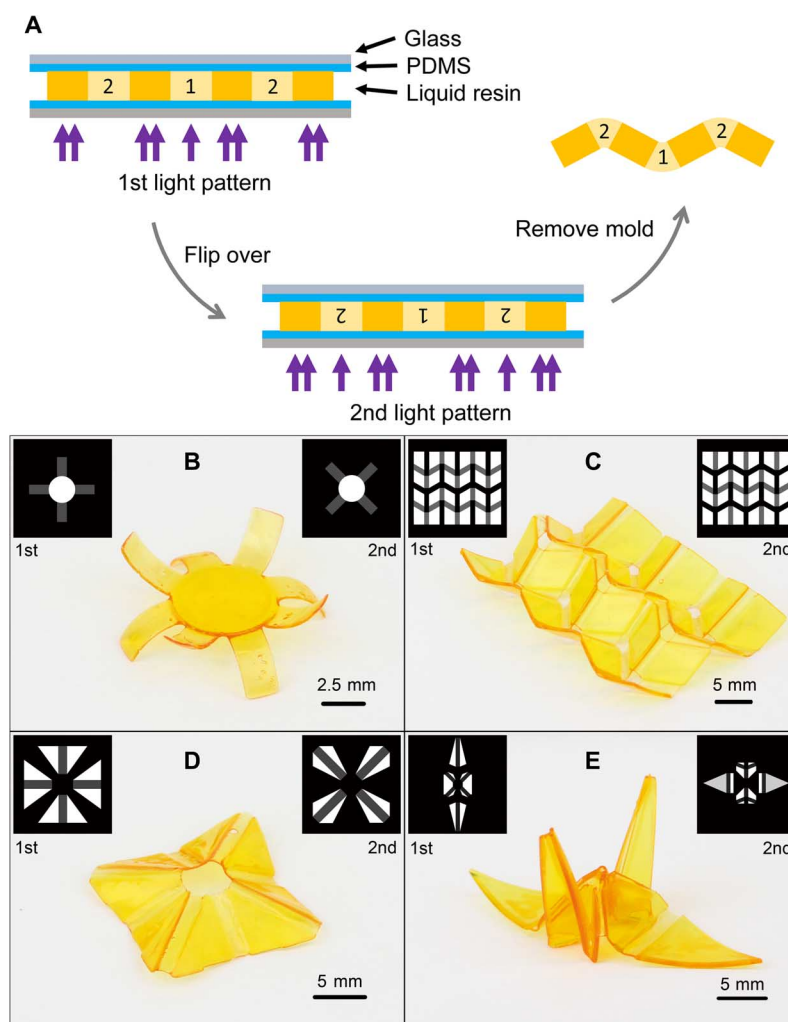 A
Glass
PDMS
Liquid resin
2 1 2
1st light pattern
2
1
2
Flip over
Remove mold
2 1 2
2nd light pattern
B
1st
2nd
2.5 mm
C
1st
2nd
5 mm
D
1st
2nd
5 mm
E
1st
2nd
5 mm